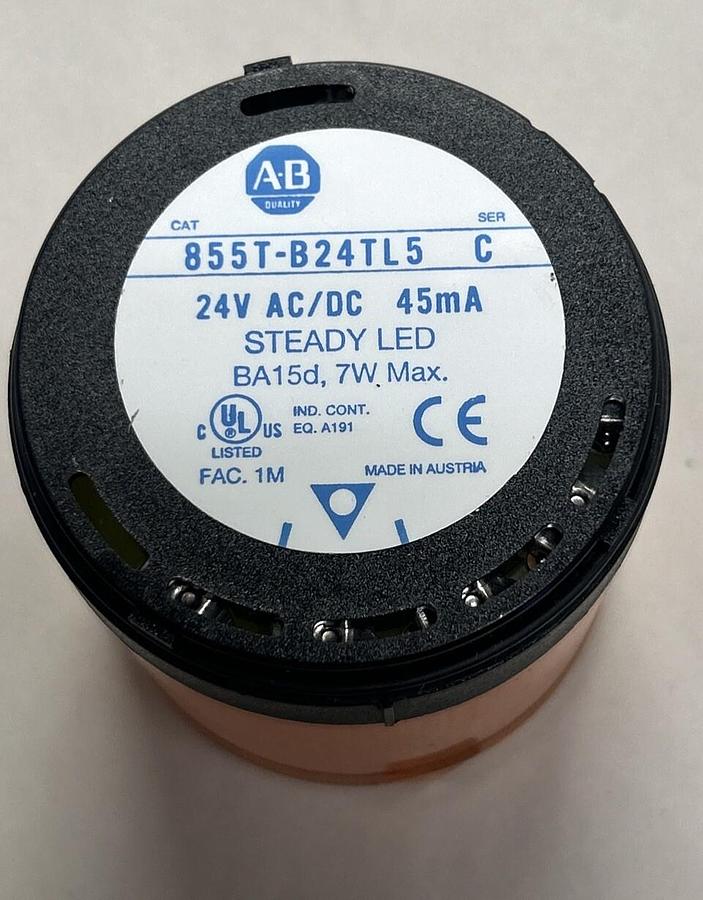 A·B
QUALITY
CAT SER
855T-B24TL5 C
24V AC/DC 45mA
STEADY LED
BA15d, 7W Max.
C UL ® US IND. CONT.
EQ. A191
LISTED
CE
FAC. 1M MADE IN AUSTRIA